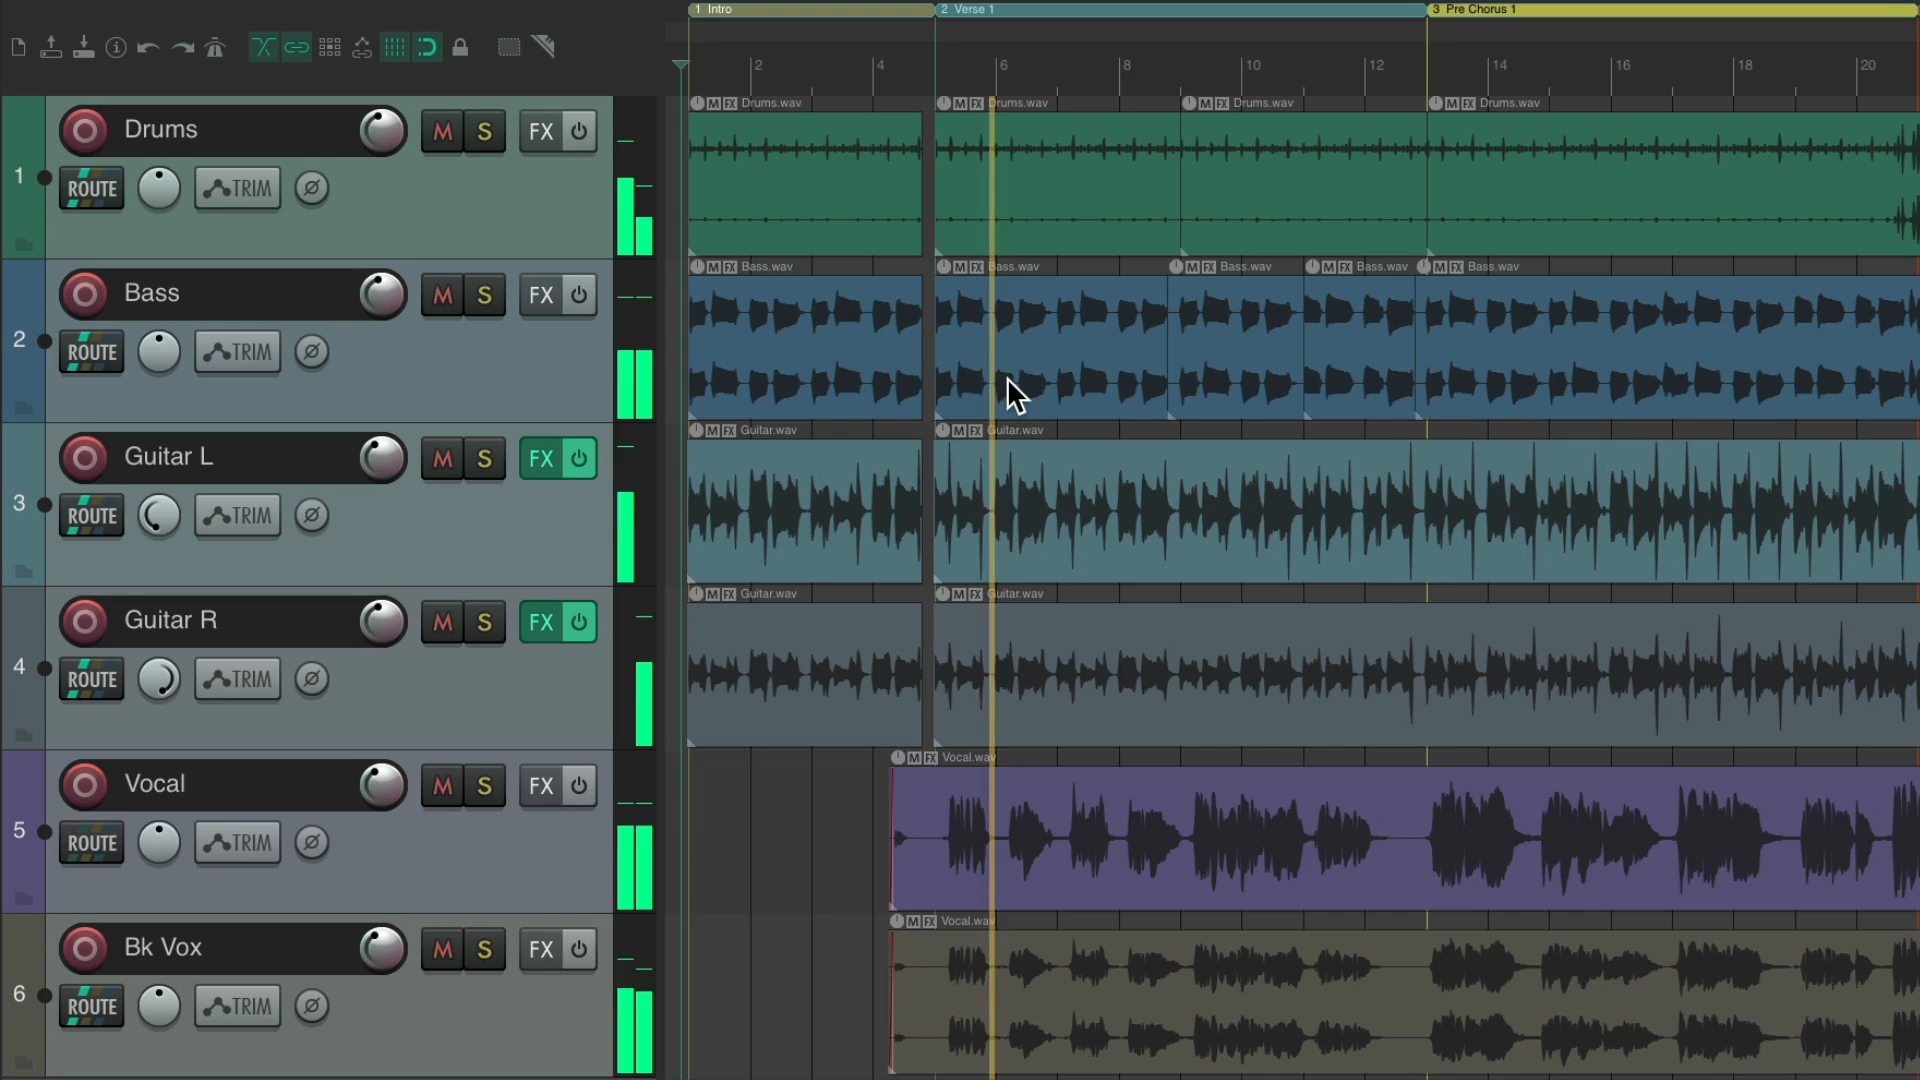 1 Intro
2 Verse 1
3 Pre Chorus 1
2 4 6 8 10 12 14 16 18 20
M FX Drums.wav
M FX Drums.wav
M FX Drums.wav
M FX Drums.wav
1 Drums M S FX
ROUTE TRIM
M FX Bass.wav
M FX Bass.wav
M FX Bass.wav
M FX Bass.wav
M FX Bass.wav
2 Bass M S FX
ROUTE TRIM
M FX Guitar.wav
M FX Guitar.wav
3 Guitar L M S FX
ROUTE TRIM
M FX Guitar.wav
M FX Guitar.wav
4 Guitar R M S FX
ROUTE TRIM
M FX Vocal.wav
5 Vocal M S FX
ROUTE TRIM
M FX Vocal.wav
6 Bk Vox M S FX
ROUTE TRIM